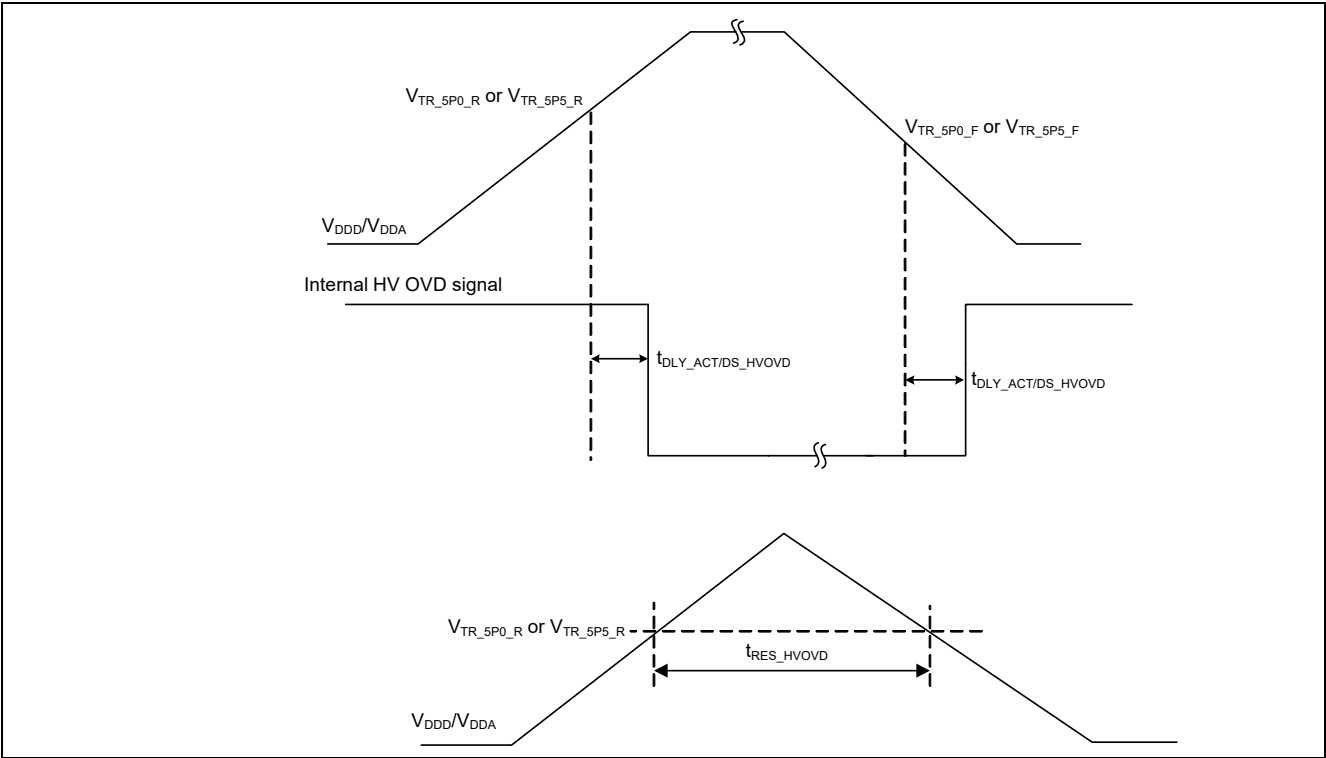 V_TR_5P0_R or V_TR_5P5_R
V_TR_5P0_F or V_TR_5P5_F
V_DDD/V_DDA
Internal HV OVD signal
t_DLY_ACT/DS_HVOVD
t_DLY_ACT/DS_HVOVD
V_TR_5P0_R or V_TR_5P5_R
t_RES_HVOVD
V_DDD/V_DDA